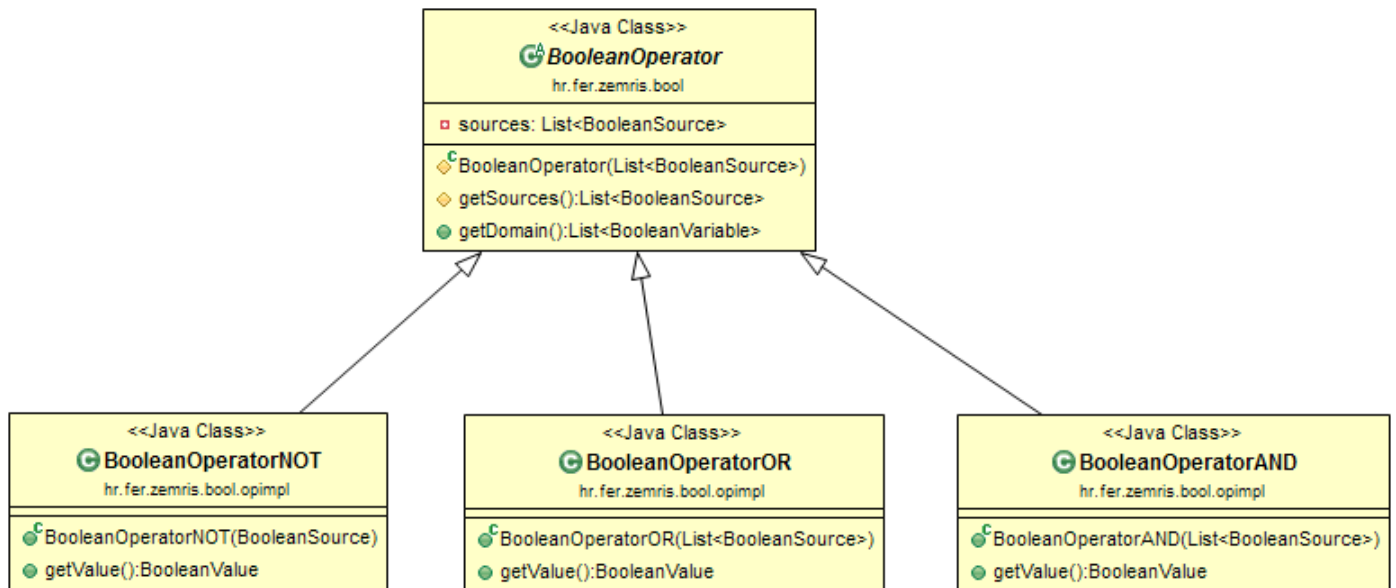 <<Java Class>>
BooleanOperator
hr.fer.zemris.bool
sources: List<BooleanSource>
BooleanOperator(List<BooleanSource>)
getSources():List<BooleanSource>
getDomain():List<BooleanVariable>
<<Java Class>>
BooleanOperatorNOT
hr.fer.zemris.bool.opimpl
BooleanOperatorNOT(BooleanSource)
getValue():BooleanValue
<<Java Class>>
BooleanOperatorOR
hr.fer.zemris.bool.opimpl
BooleanOperatorOR(List<BooleanSource>)
getValue():BooleanValue
<<Java Class>>
BooleanOperatorAND
hr.fer.zemris.bool.opimpl
BooleanOperatorAND(List<BooleanSource>)
getValue():BooleanValue